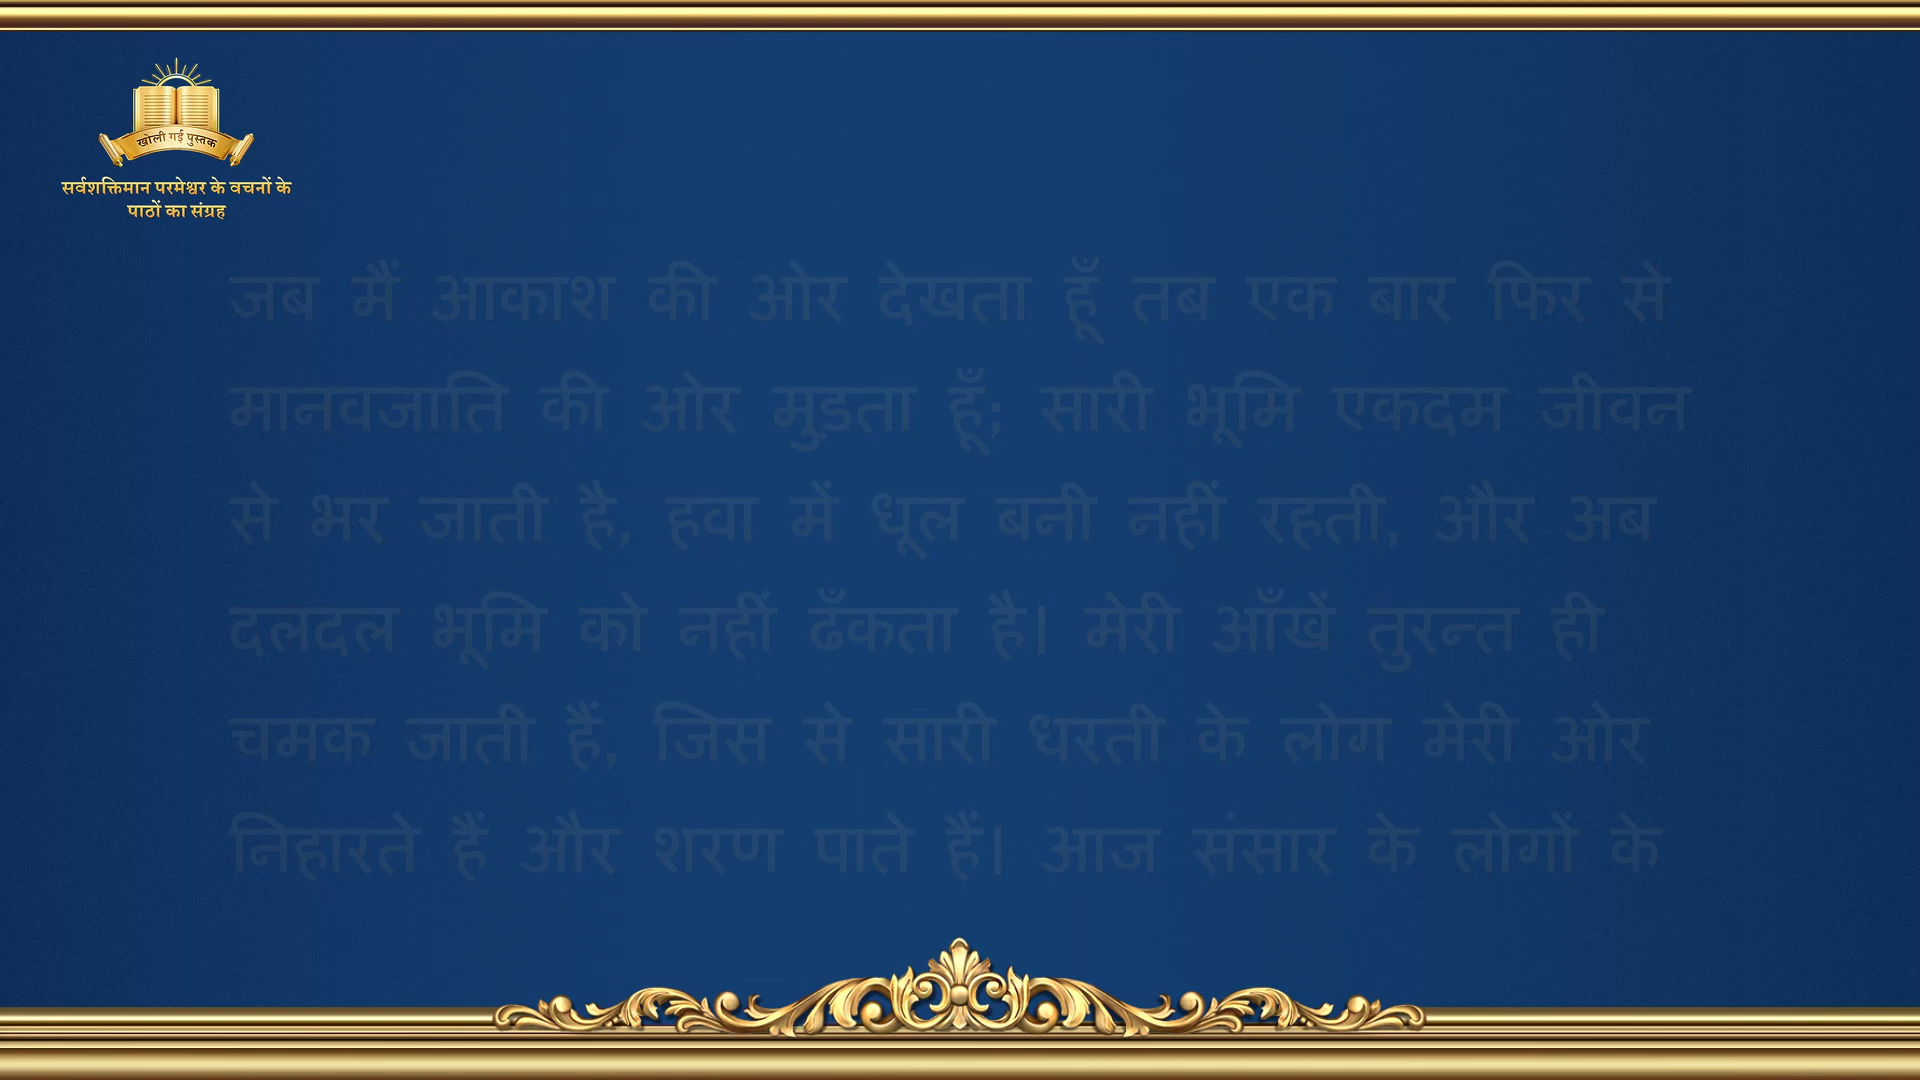 खोली गई पुस्तक
सर्वशक्तिमान परमेश्वर के वचनों के
पाठों का संग्रह
जब मैं आकाश की ओर देखता हूँ तब एक बार फिर से
मानवजाति की ओर मुड़ता हूँ; सारी भूमि एकदम जीवन
से भर जाती है, हवा में धूल बनी नहीं रहती, और अब
दलदल भूमि को नहीं ढँकता है। मेरी आँखें तुरन्त ही
चमक जाती हैं, जिस से सारी धरती के लोग मेरी ओर
निहारते हैं और शरण पाते हैं। आज संसार के लोगों के